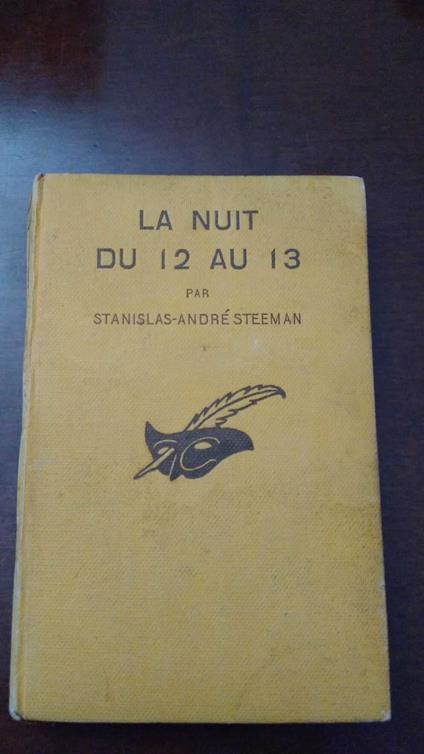 LA NUIT
DU 12 AU 13
PAR
STANISLAS-ANDRÉ STEEMAN